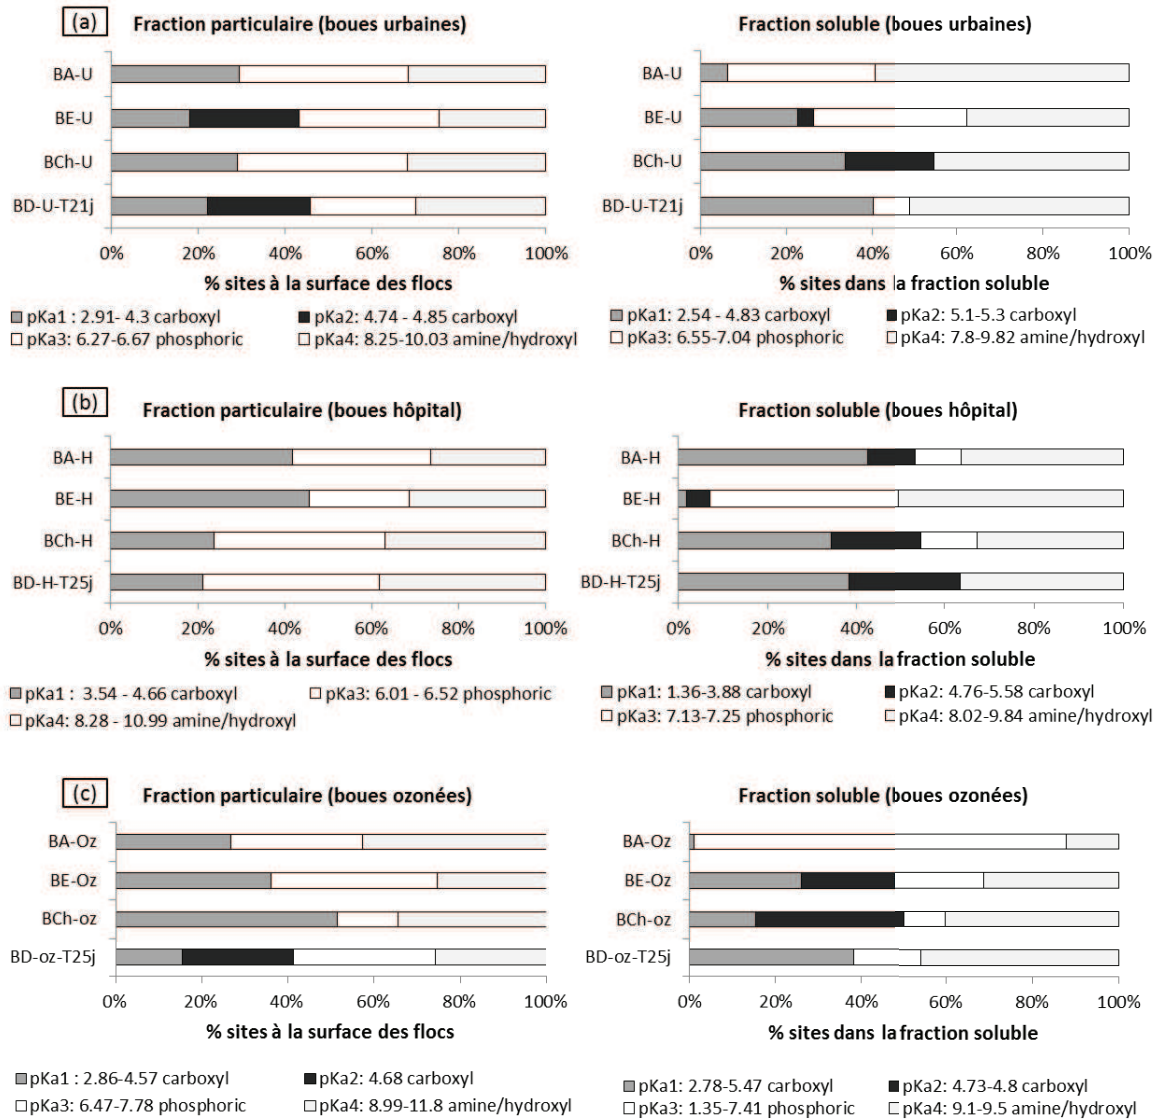 (a)
Fraction particulaire (boues urbaines)
BA-U
BE-U
BCh-U
BD-U-T21j
0% 20% 40% 60% 80% 100%
% sites à la surface des flocs
pKa1 : 2.91- 4.3 carboxyl
pKa2: 4.74 - 4.85 carboxyl
pKa3: 6.27-6.67 phosphoric
pKa4: 8.25-10.03 amine/hydroxyl
Fraction soluble (boues urbaines)
BA-U
BE-U
BCh-U
BD-U-T21j
0% 20% 40% 60% 80% 100%
% sites dans la fraction soluble
pKa1: 2.54 - 4.83 carboxyl
pKa2: 5.1-5.3 carboxyl
pKa3: 6.55-7.04 phosphoric
pKa4: 7.8-9.82 amine/hydroxyl
(b)
Fraction particulaire (boues hôpital)
BA-H
BE-H
BCh-H
BD-H-T25j
0% 20% 40% 60% 80% 100%
% sites à la surface des flocs
pKa1 : 3.54 - 4.66 carboxyl
pKa3: 6.01 - 6.52 phosphoric
pKa4: 8.28 - 10.99 amine/hydroxyl
Fraction soluble (boues hôpital)
BA-H
BE-H
BCh-H
BD-H-T25j
0% 20% 40% 60% 80% 100%
% sites dans la fraction soluble
pKa1: 1.36-3.88 carboxyl
pKa2: 4.76-5.58 carboxyl
pKa3: 7.13-7.25 phosphoric
pKa4: 8.02-9.84 amine/hydroxyl
(c)
Fraction particulaire (boues ozonées)
BA-Oz
BE-Oz
BCh-oz
BD-oz-T25j
0% 20% 40% 60% 80% 100%
% sites à la surface des flocs
pKa1 : 2.86-4.57 carboxyl
pKa2: 4.68 carboxyl
pKa3: 6.47-7.78 phosphoric
pKa4: 8.99-11.8 amine/hydroxyl
Fraction soluble (boues ozonées)
BA-Oz
BE-Oz
BCh-oz
BD-oz-T25j
0% 20% 40% 60% 80% 100%
% sites dans la fraction soluble
pKa1: 2.78-5.47 carboxyl
pKa2: 4.73-4.8 carboxyl
pKa3: 1.35-7.41 phosphoric
pKa4: 9.1-9.5 amine/hydroxyl